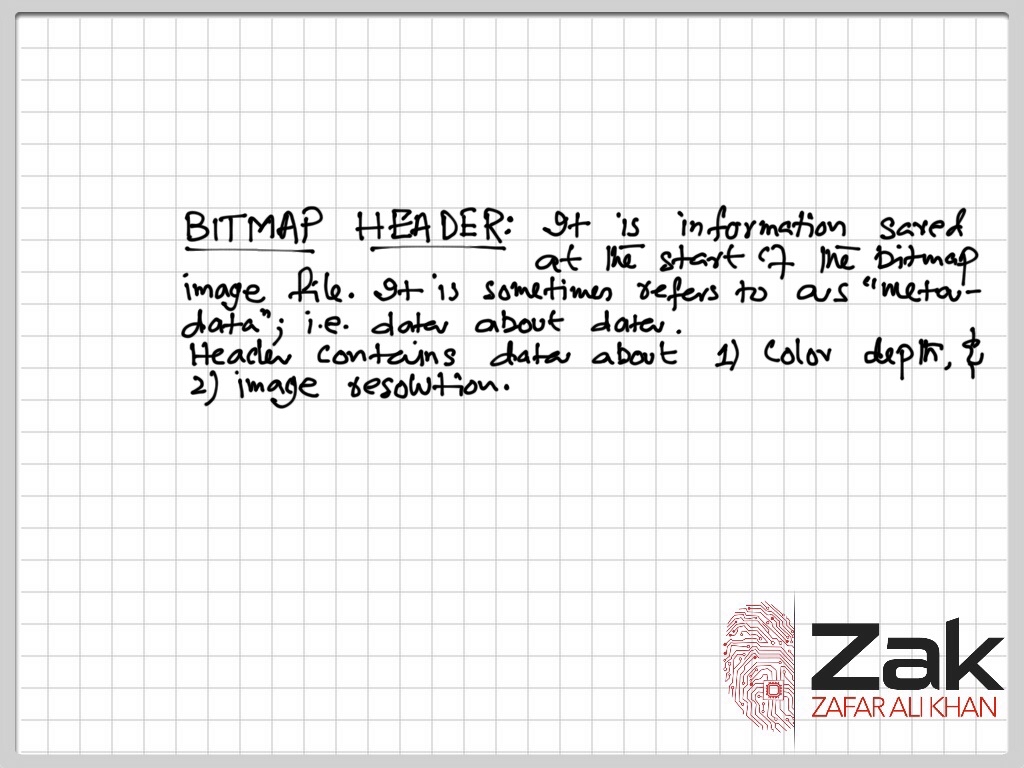 BITMAP HEADER: It is information saved
at the start of the bitmap
image file. It is sometimes refers to as "meta-
data"; i.e. data about data.
Header contains data about 1) Color depth, &
2) image resolution.
Zak
ZAFAR ALI KHAN